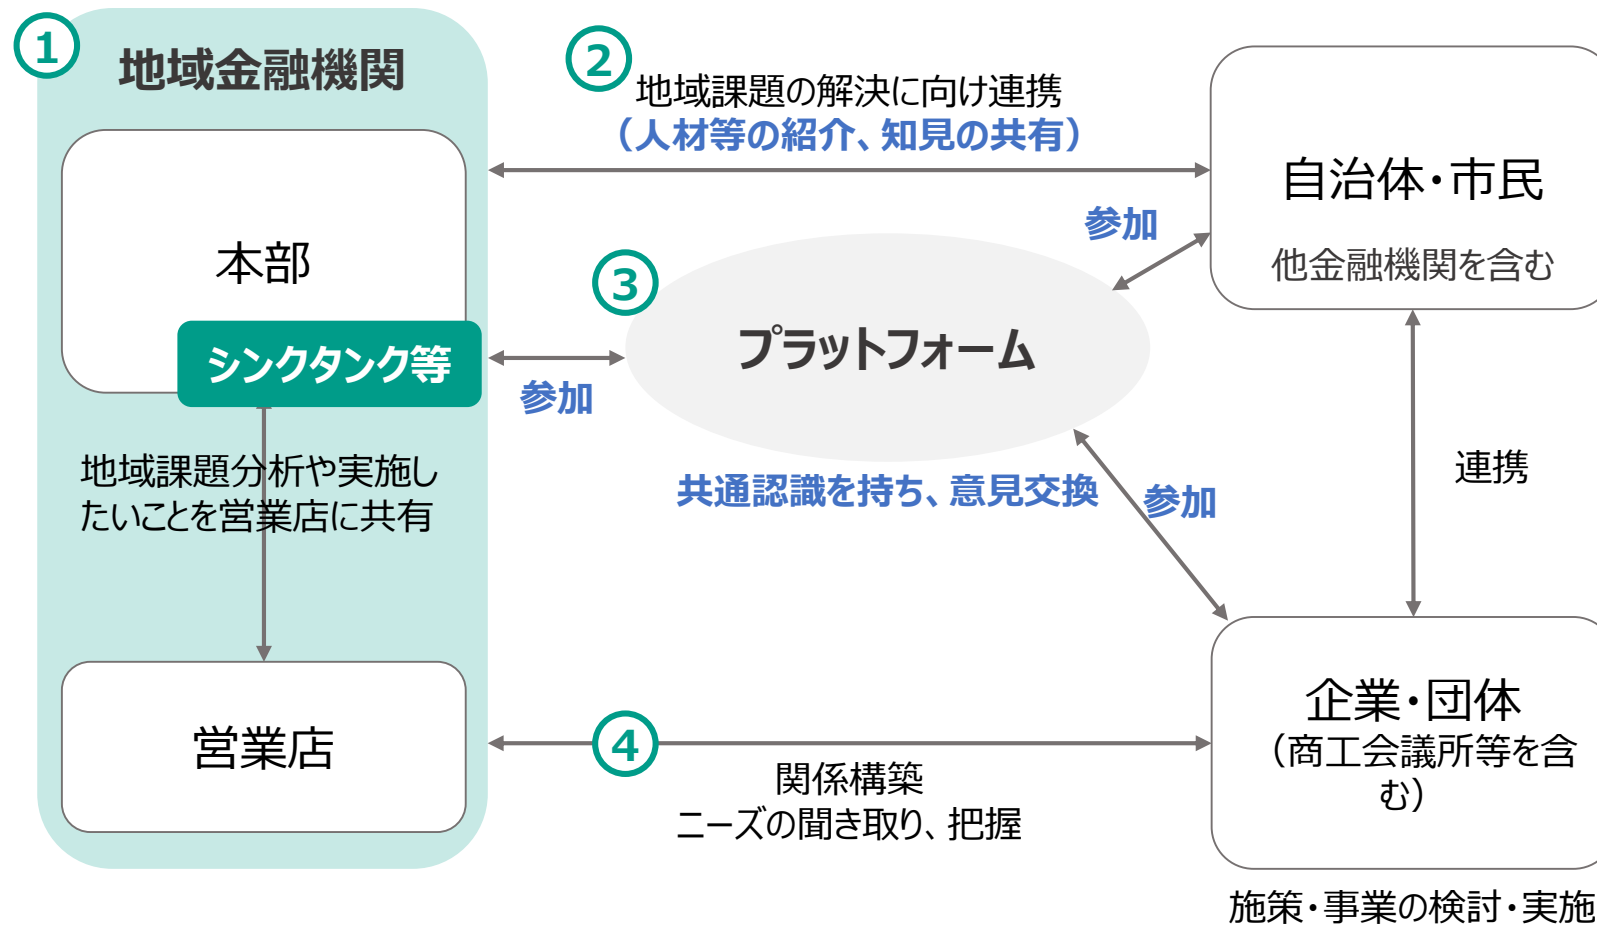 ①
地域金融機関
本部
シンクタンク等
地域課題分析や実施し
たいことを営業店に共有
営業店
②
地域課題の解決に向け連携
（人材等の紹介、知見の共有）
自治体・市民
他金融機関を含む
参加
③
プラットフォーム
参加
共通認識を持ち、意見交換
参加
連携
④
関係構築
ニーズの聞き取り、把握
企業・団体
（商工会議所等を含
む）
施策・事業の検討・実施